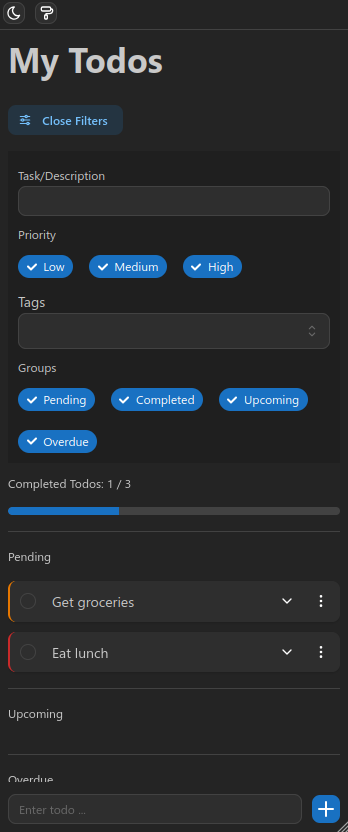 My Todos
Close Filters
Task/Description
Priority
Low Medium High
Tags
Groups
Pending Completed Upcoming
Overdue
Completed Todos: 1 / 3
Pending
Get groceries
Eat lunch
Upcoming
Overdue
Enter todo ...